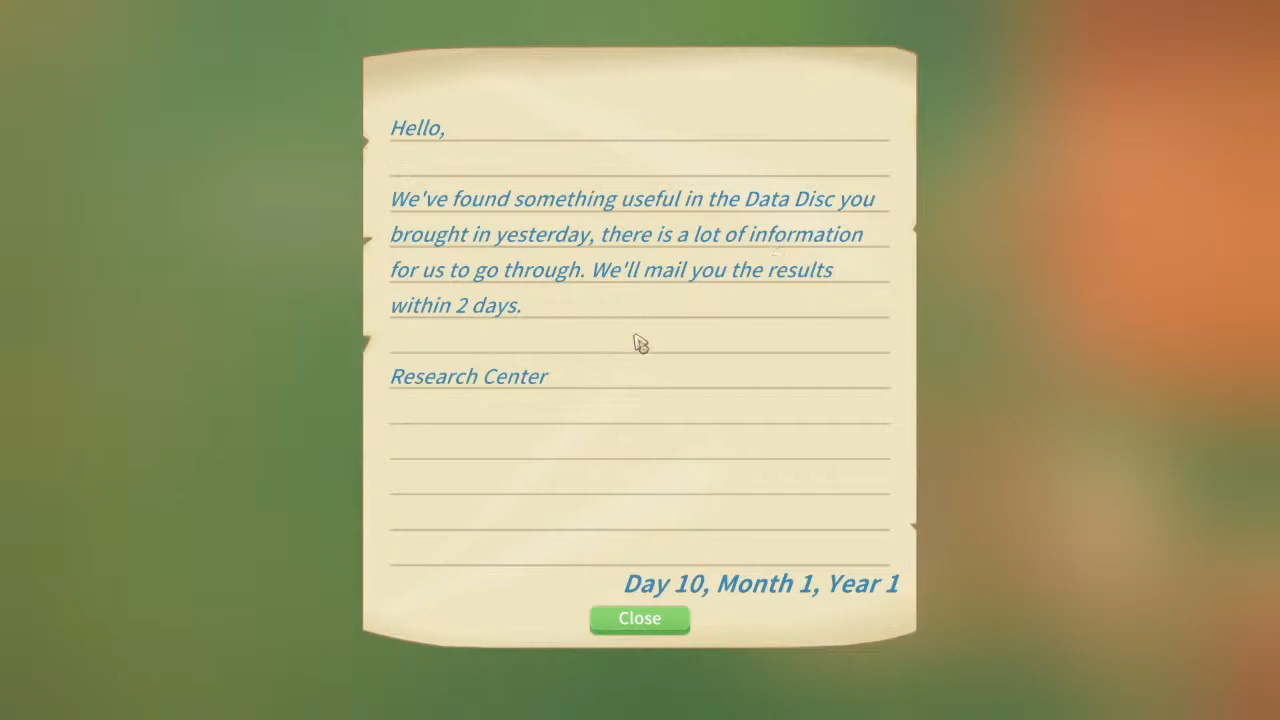 Hello,
We've found something useful in the Data Disc you
brought in yesterday, there is a lot of information
for us to go through. We'll mail you the results
within 2 days.
Research Center
Day 10, Month 1, Year 1
Close